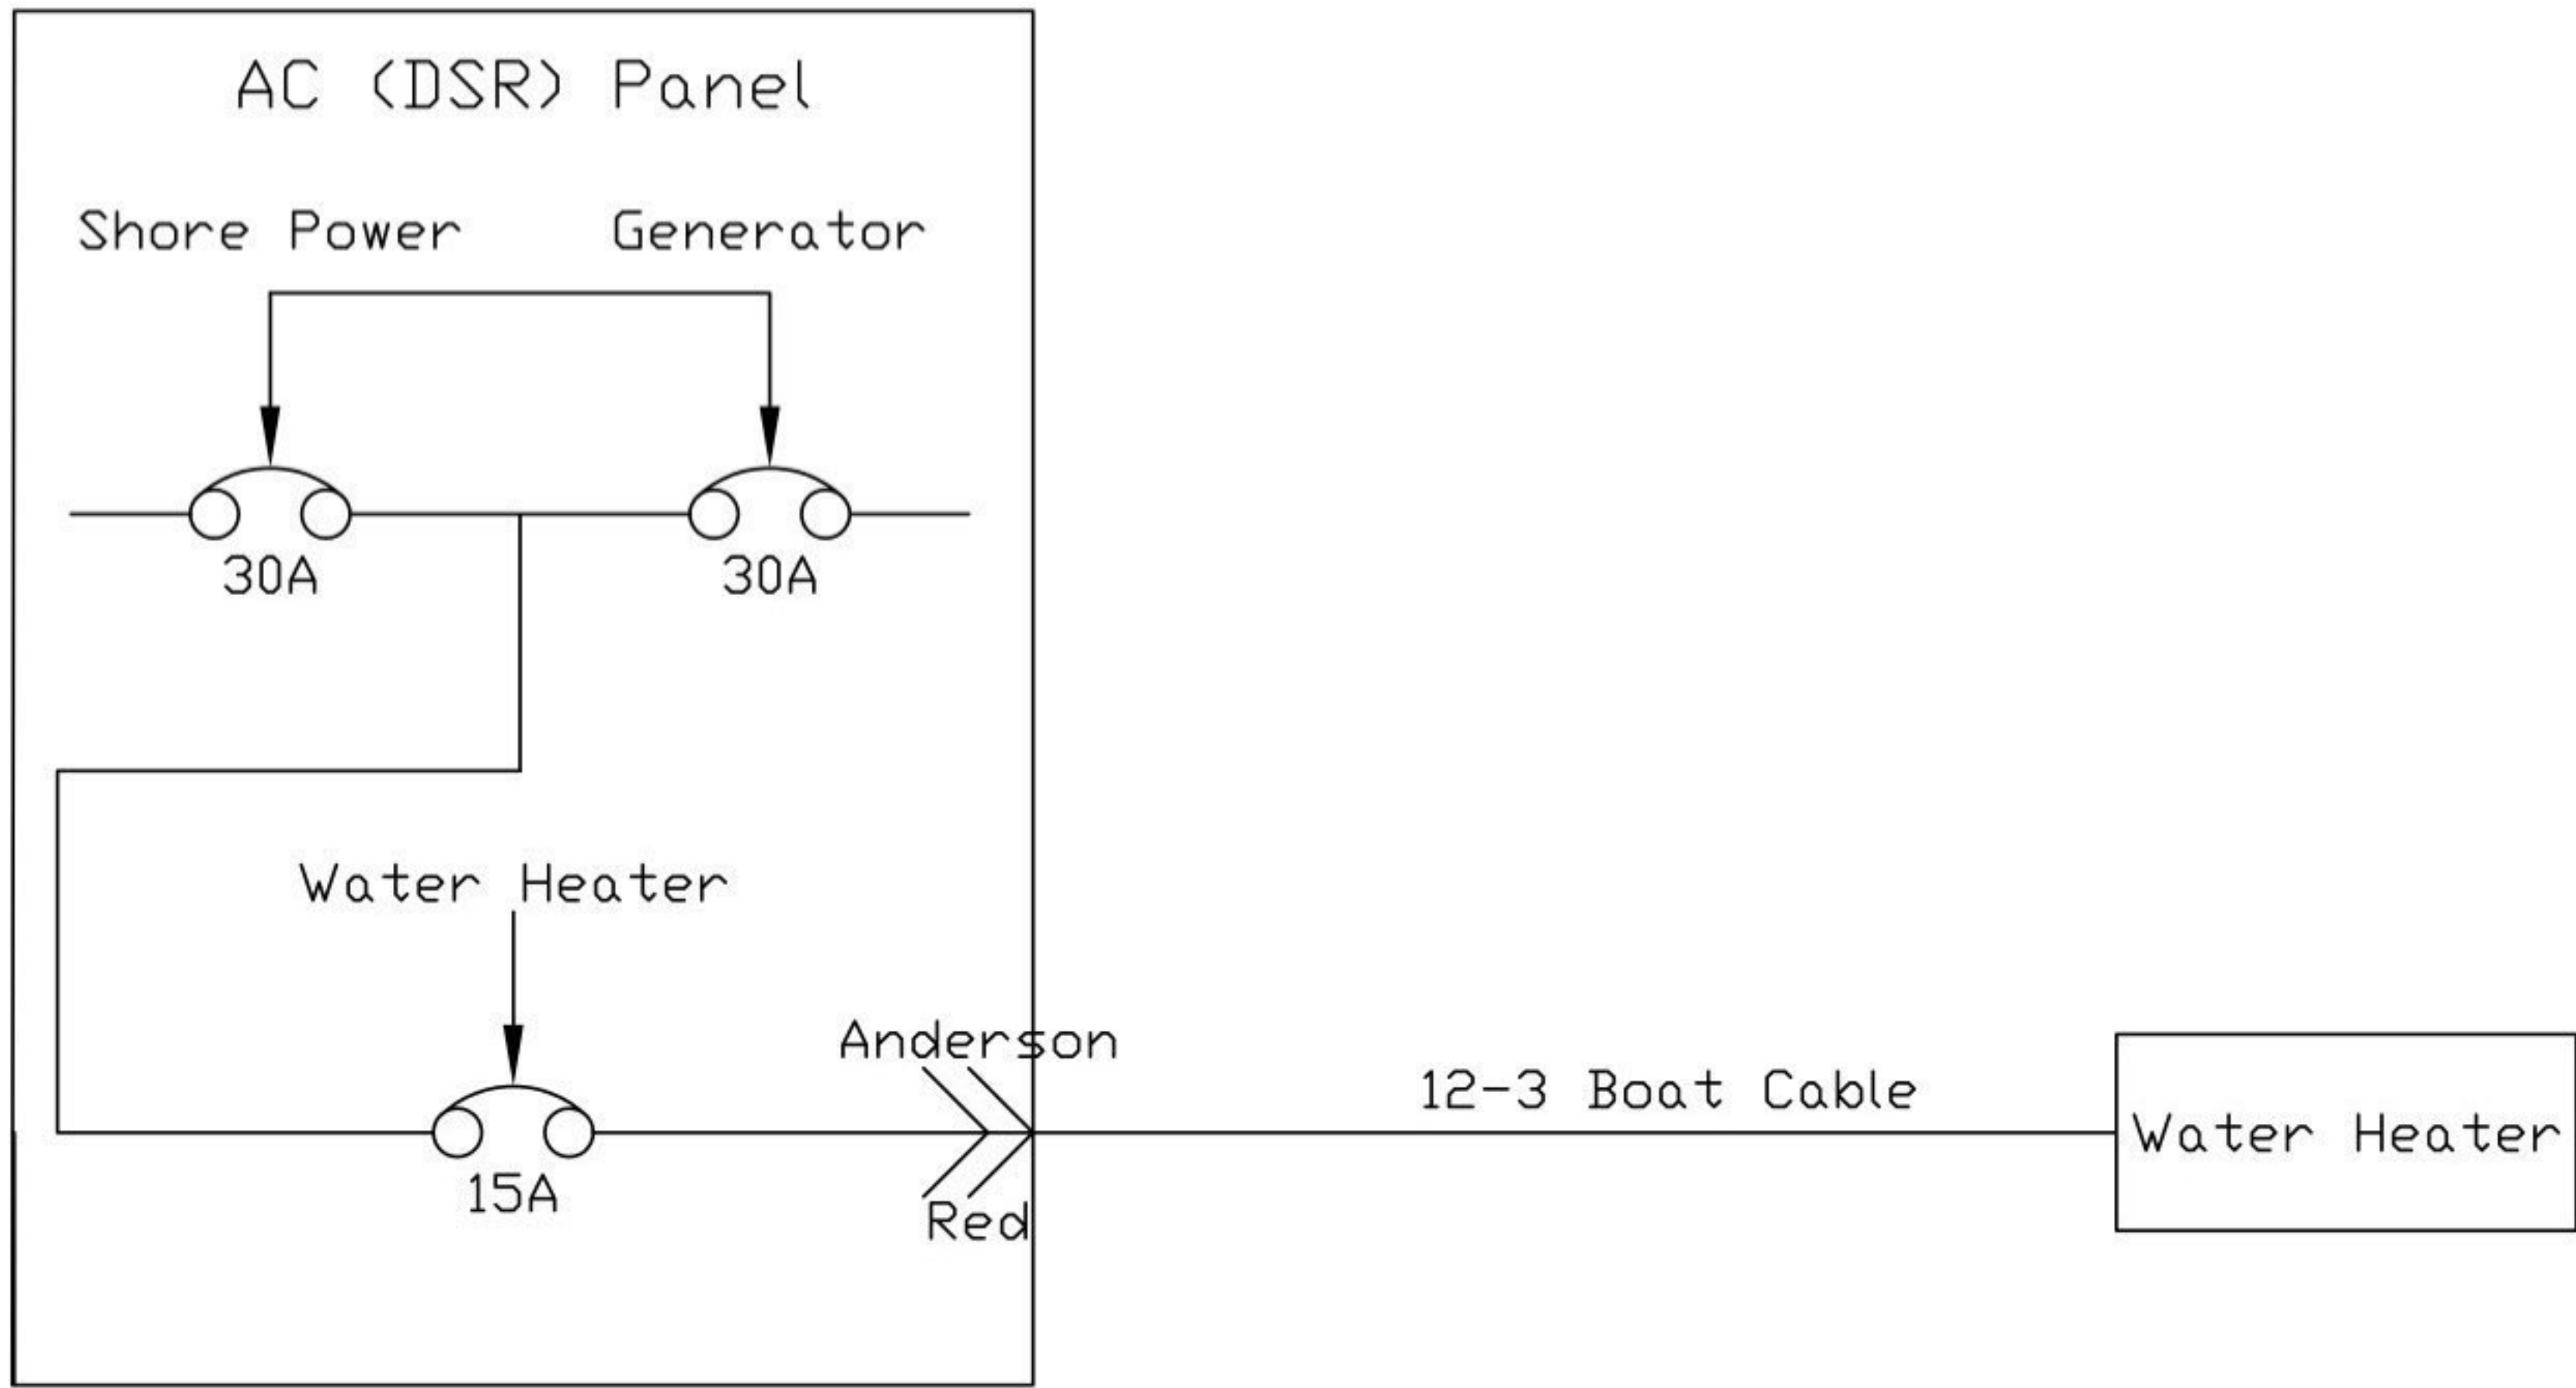 AC (DSR) Panel
Shore Power
Generator
30A
30A
Water Heater
15A
Anderson
Red
12-3 Boat Cable
Water Heater